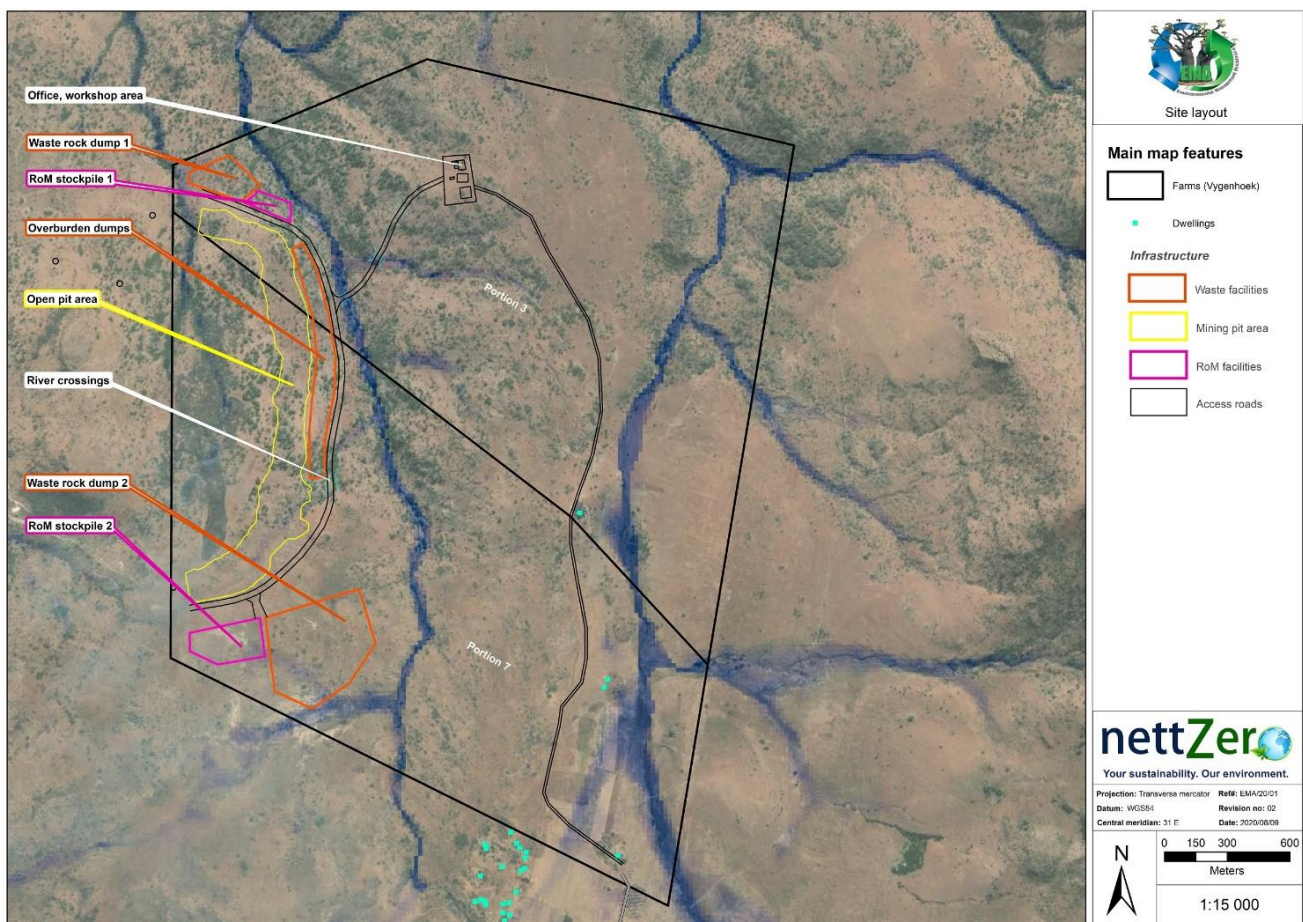 Office, workshop area
Waste rock dump 1
RoM stockpile 1
Overburden dumps
Open pit area
River crossings
Waste rock dump 2
RoM stockpile 2
Portion 3
Portion 7
EMA
Site layout
Main map features
Farms (Vygenhoek)
Dwellings
Infrastructure
Waste facilities
Mining pit area
RoM facilities
Access roads
nettZero
Your sustainability. Our environment.
Projection: Transverse mercator Ref#: EMA/20/01
Datum: WGS84 Revision no: 02
Central meridian: 31 E Date: 2020/08/09
N
0 150 300 600
Meters
1:15 000